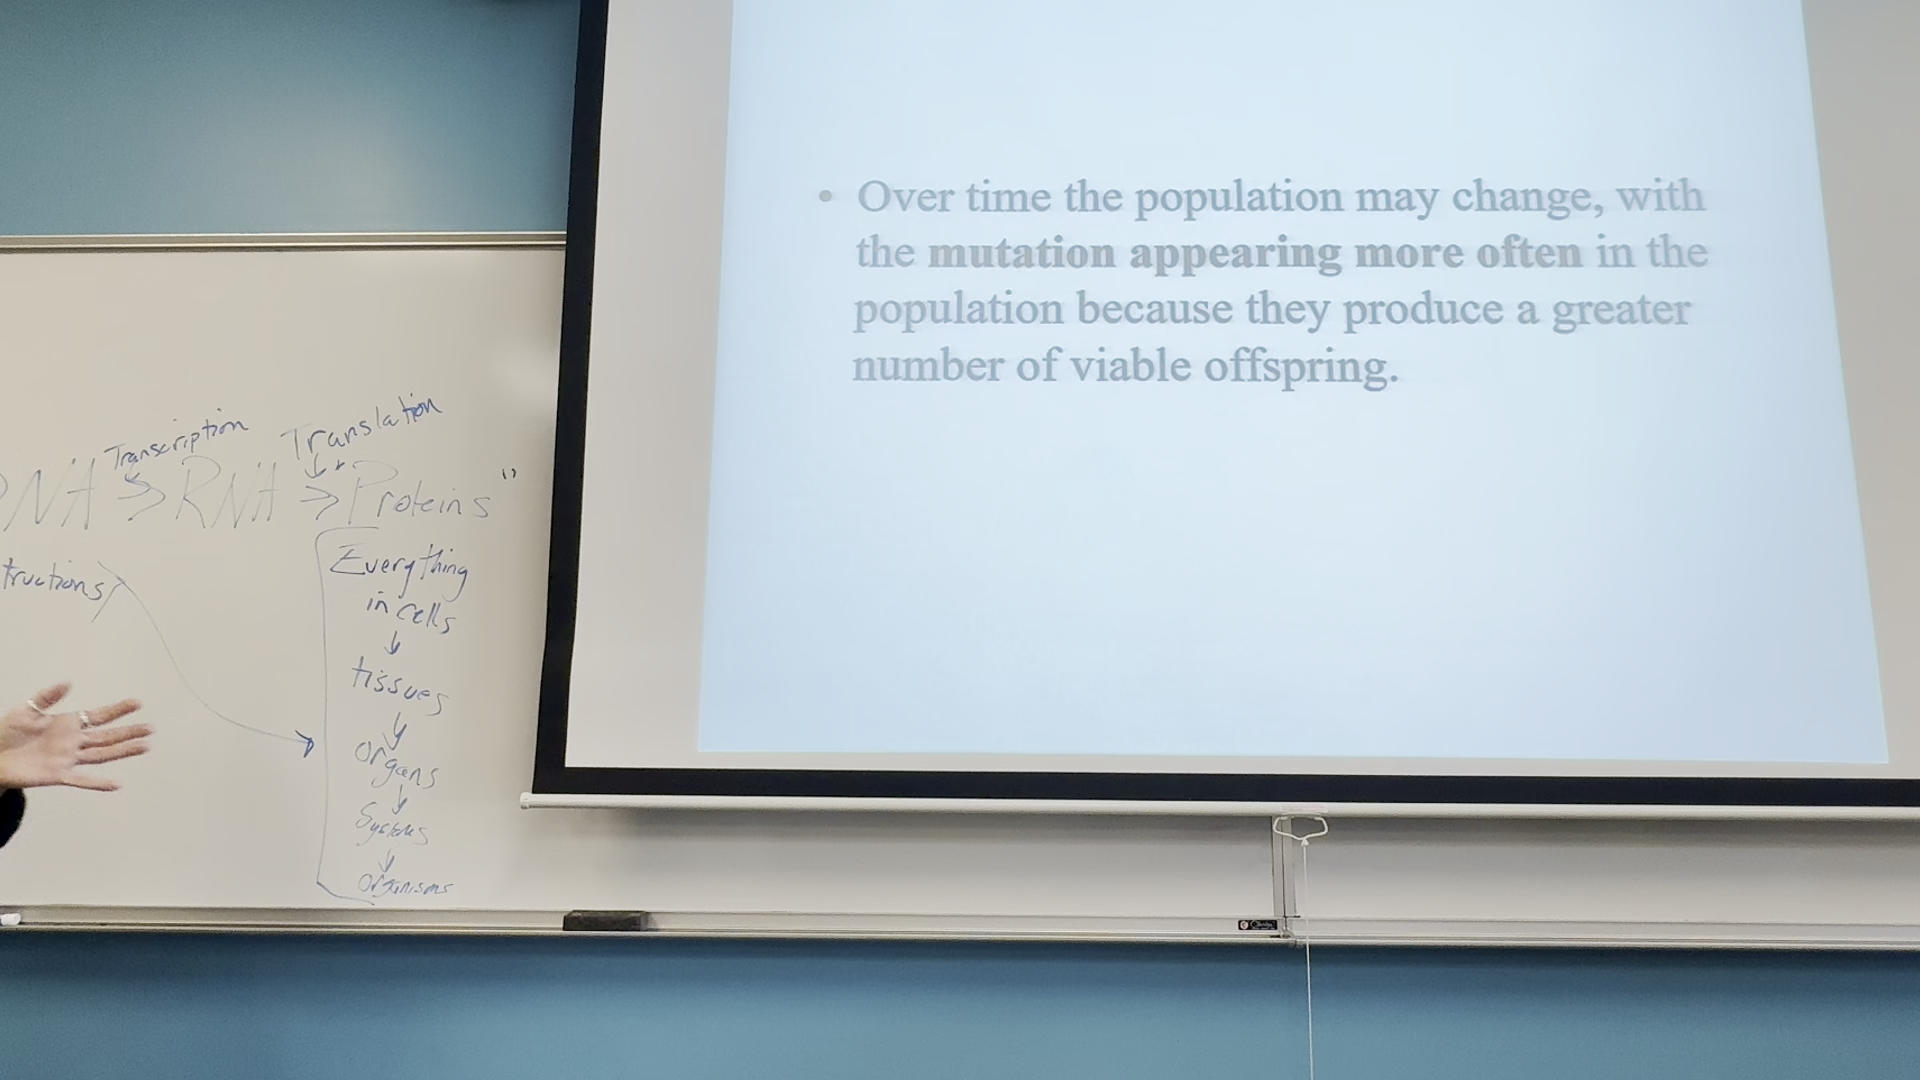 • Over time the population may change, with
the mutation appearing more often in the
population because they produce a greater
number of viable offspring.
Transcription Translation
DNA → RNA → Proteins"
tructions)
Everything
in cells
↓
tissues
↓
organs
↓
Systems
↓
organisms